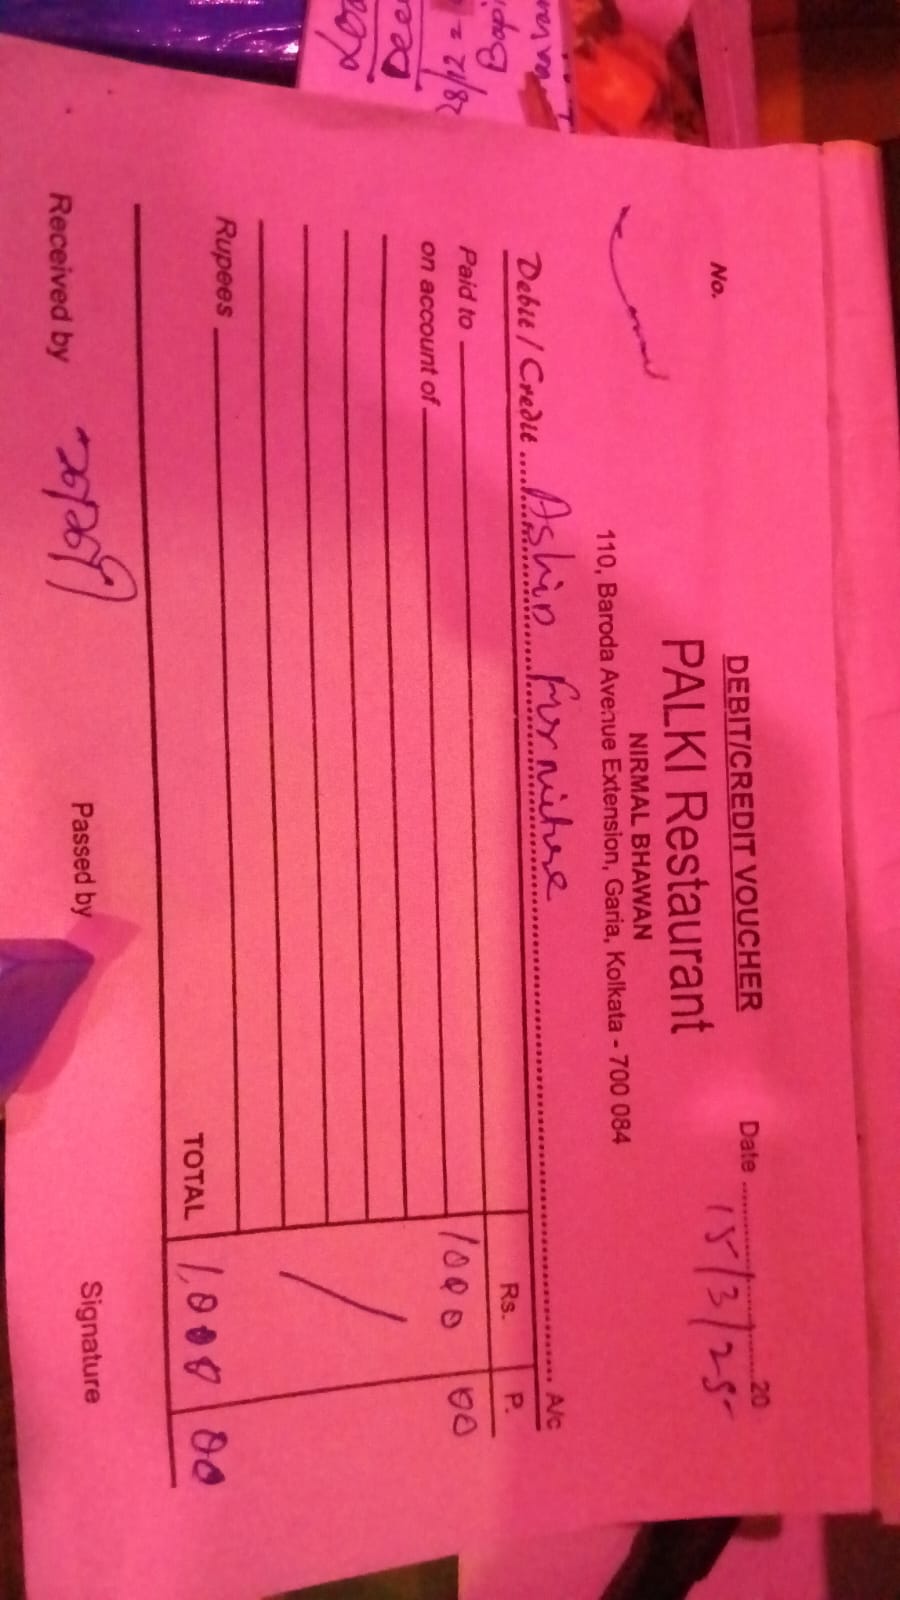 DEBIT/CREDIT VOUCHER
No.
PALKI Restaurant
Date ........................20
15/3/25
NIRMAL BHAWAN
110, Baroda Avenue Extension, Garia, Kolkata - 700 084
Debit / Credit .... Furniture .... A/c
Rs. P.
Paid to
1000 00
on account of
Rupees
TOTAL 1,000 00
Received by Passed by Signature